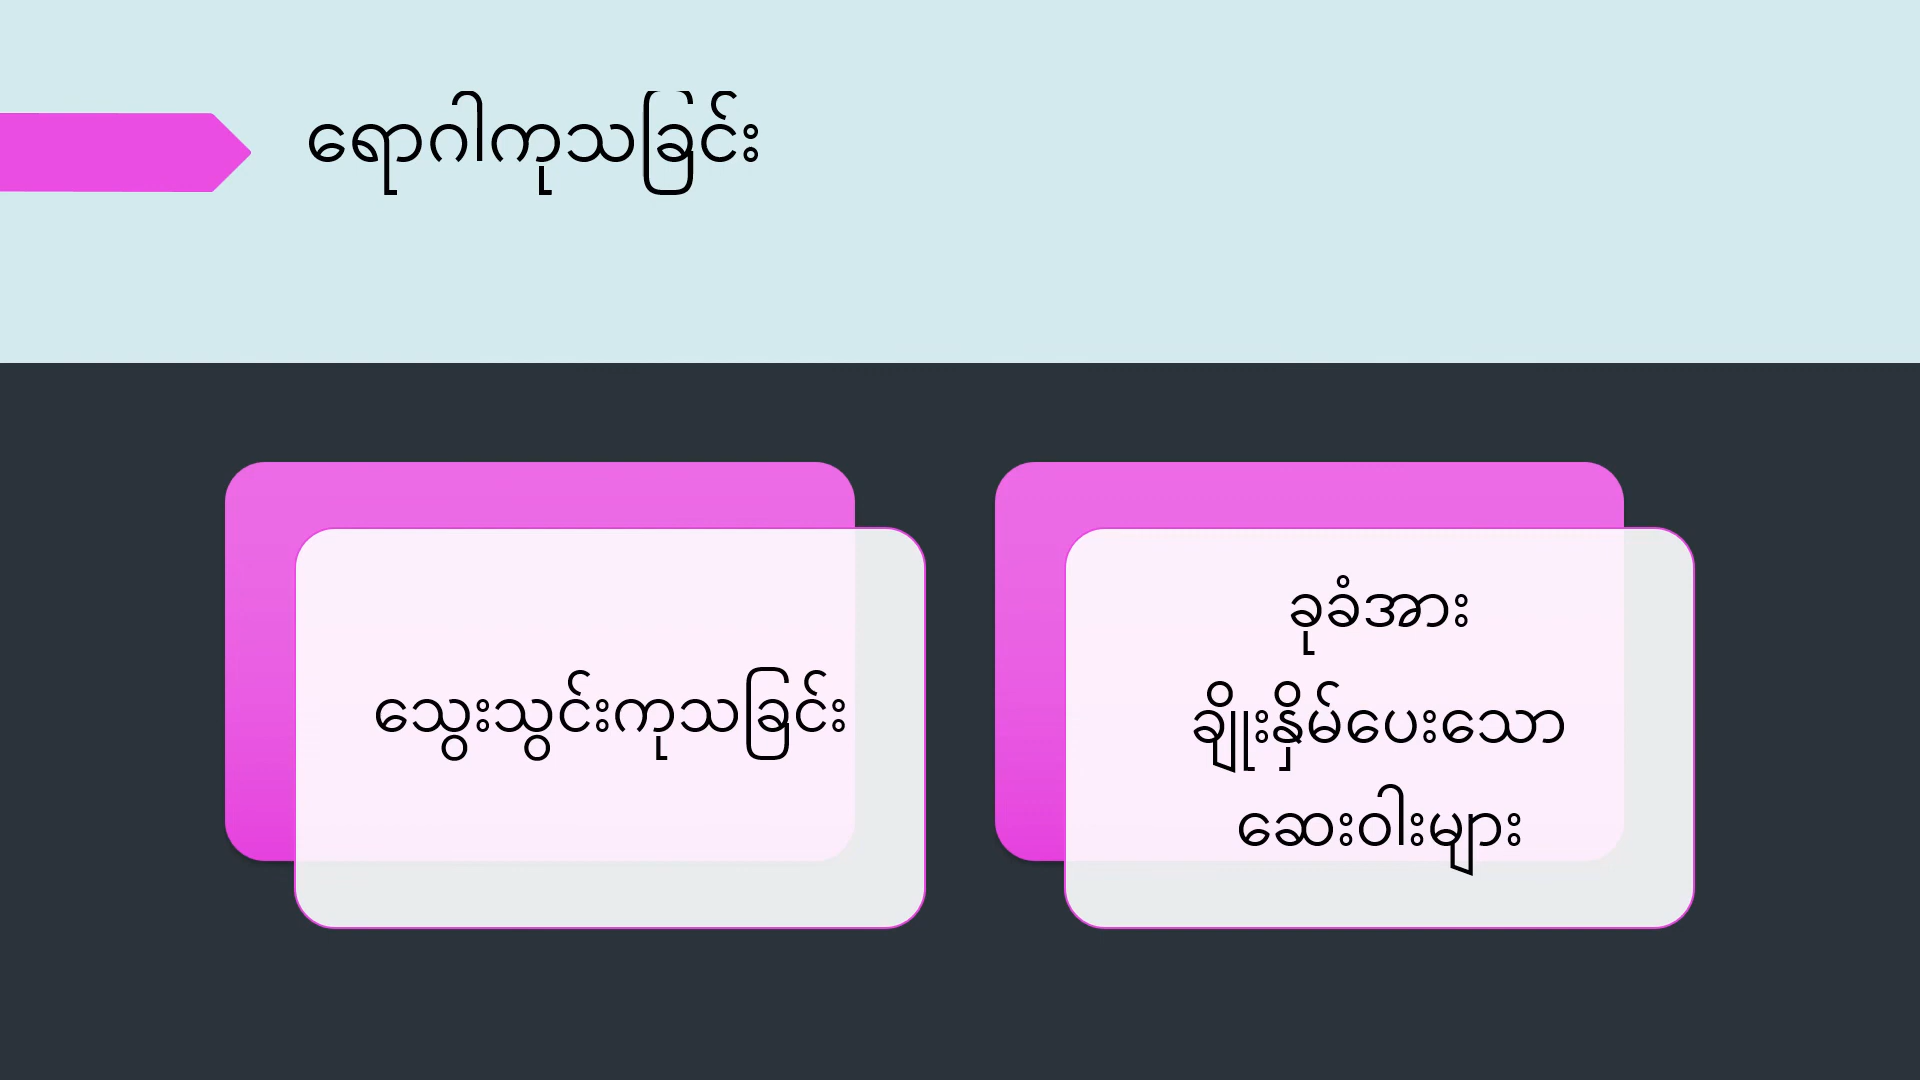 ရောဂါကုသခြင်း
သွေးသွင်းကုသခြင်း
ခုခံအား
ချိုးနှိမ်ပေးသော
ဆေးဝါးများ